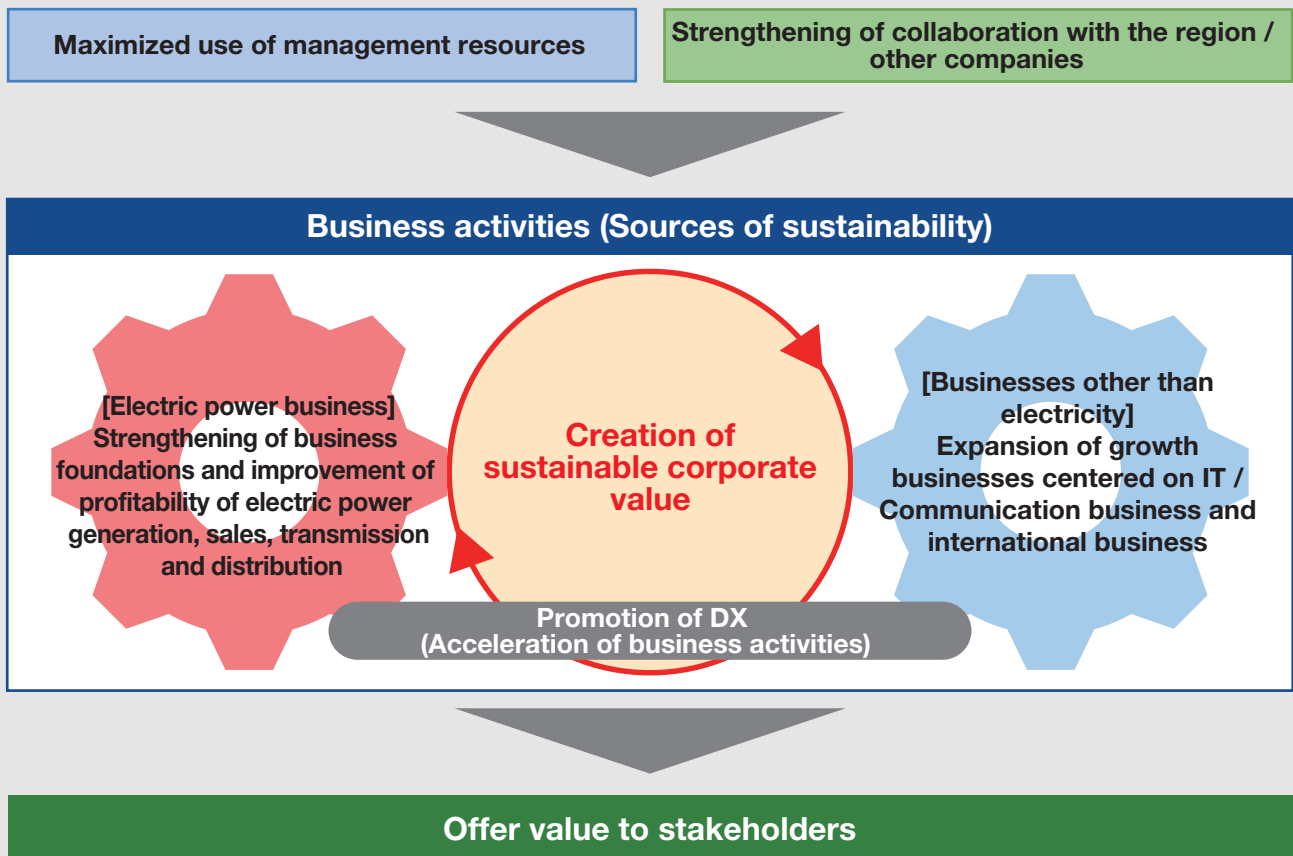 Maximized use of management resources
Strengthening of collaboration with the region /
other companies
Business activities (Sources of sustainability)
[Electric power business]
Strengthening of business
foundations and improvement of
profitability of electric power
generation, sales, transmission
and distribution
Creation of
sustainable corporate
value
[Businesses other than
electricity]
Expansion of growth
businesses centered on IT /
Communication business and
international business
Promotion of DX
(Acceleration of business activities)
Offer value to stakeholders